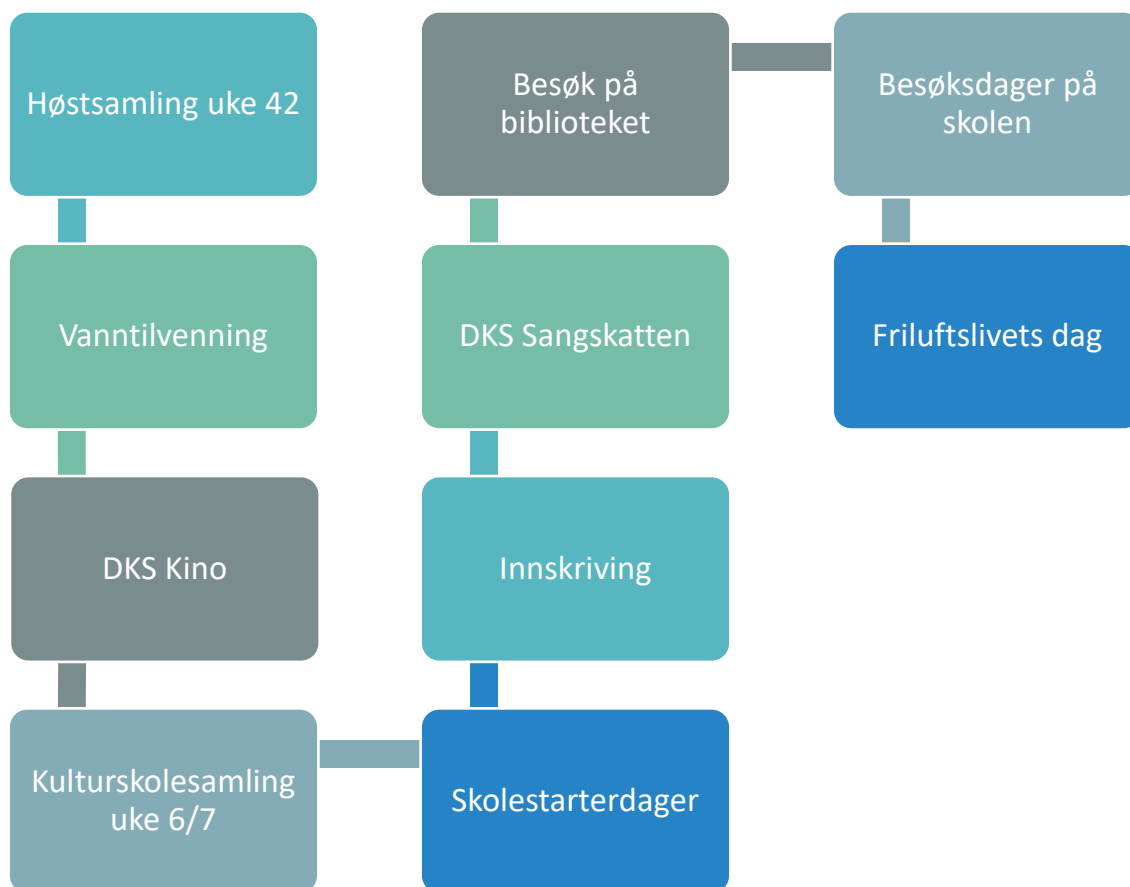 Høstsamling uke 42
Vanntilvenning
DKS Kino
Kulturskolesamling
uke 6/7
Skolestarterdager
Innskriving
DKS Sangskatten
Besøk på
biblioteket
Besøksdager på
skolen
Friluftslivets dag